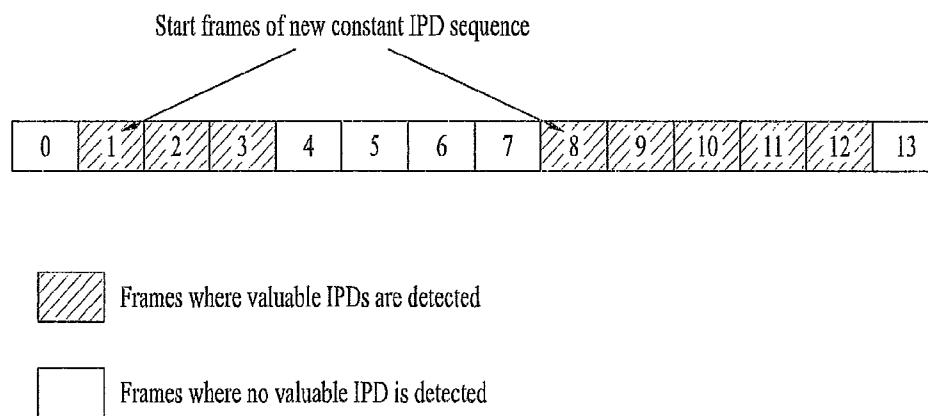 Start frames of new constant IPD sequence
0 1 2 3 4 5 6 7 8 9 10 11 12 13
Frames where valuable IPDs are detected
Frames where no valuable IPD is detected